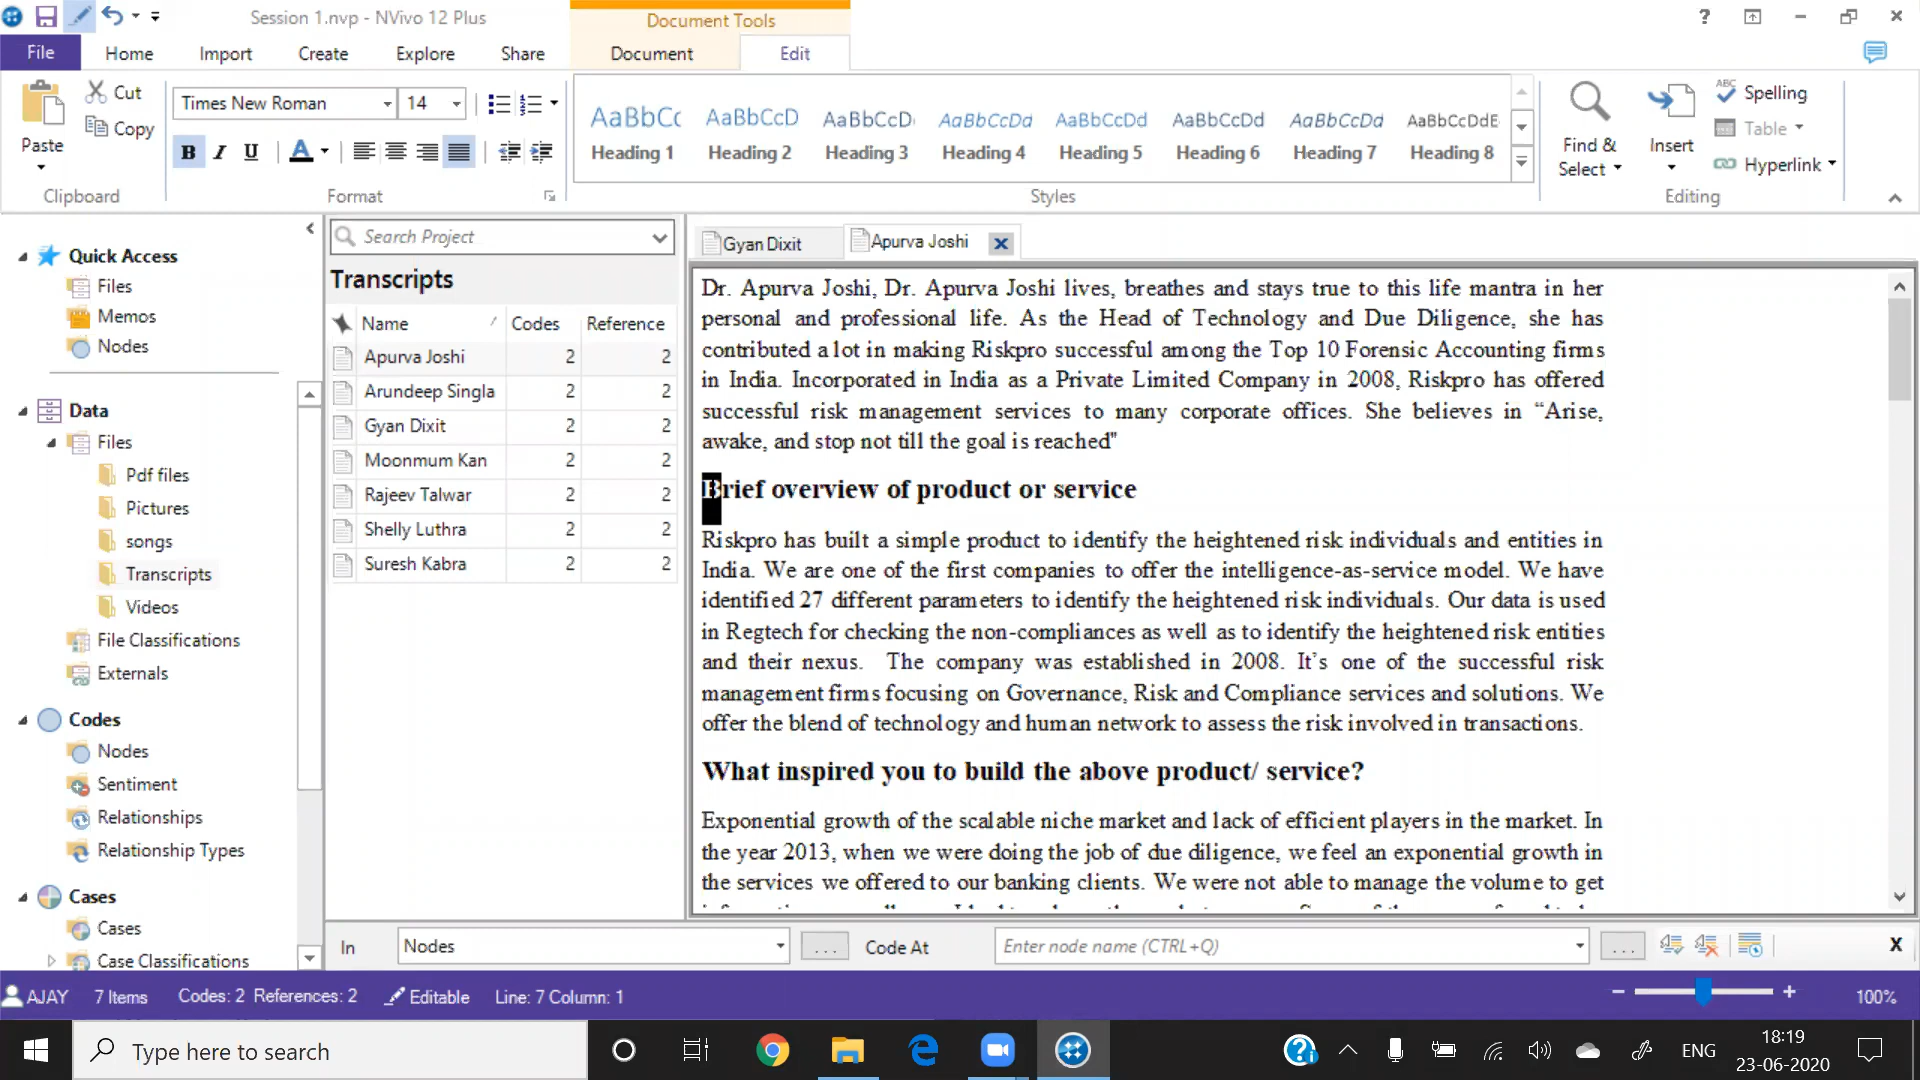 Session 1.nvp - NVivo 12 Plus
Document Tools
?
File
Home
Import
Create
Explore
Share
Document
Edit
Paste
Cut
Copy
Clipboard
Times New Roman
14
B I U A
Format
AaBbCc
Heading 1
AaBbCcD
Heading 2
AaBbCcD
Heading 3
AaBbCcDd
Heading 4
AaBbCcDd
Heading 5
AaBbCcDd
Heading 6
AaBbCcDd
Heading 7
AaBbCcDdE
Heading 8
Styles
Find &
Select
Insert
ABC
Spelling
Table
Hyperlink
Editing
Quick Access
Files
Memos
Nodes
Data
Files
Pdf files
Pictures
songs
Transcripts
Videos
File Classifications
Externals
Codes
Nodes
Sentiment
Relationships
Relationship Types
Cases
Cases
Case Classifications
Search Project
Transcripts
Name Codes Reference
Apurva Joshi 2 2
Arundeep Singla 2 2
Gyan Dixit 2 2
Moonmum Kan 2 2
Rajeev Talwar 2 2
Shelly Luthra 2 2
Suresh Kabra 2 2
Gyan Dixit
Apurva Joshi
Dr. Apurva Joshi, Dr. Apurva Joshi lives, breathes and stays true to this life mantra in her
personal and professional life. As the Head of Technology and Due Diligence, she has
contributed a lot in making Riskpro successful among the Top 10 Forensic Accounting firms
in India. Incorporated in India as a Private Limited Company in 2008, Riskpro has offered
successful risk management services to many corporate offices. She believes in “Arise,
awake, and stop not till the goal is reached"
Brief overview of product or service
Riskpro has built a simple product to identify the heightened risk individuals and entities in
India. We are one of the first companies to offer the intelligence-as-service model. We have
identified 27 different parameters to identify the heightened risk individuals. Our data is used
in Regtech for checking the non-compliances as well as to identify the heightened risk entities
and their nexus. The company was established in 2008. It’s one of the successful risk
management firms focusing on Governance, Risk and Compliance services and solutions. We
offer the blend of technology and human network to assess the risk involved in transactions.
What inspired you to build the above product/ service?
Exponential growth of the scalable niche market and lack of efficient players in the market. In
the year 2013, when we were doing the job of due diligence, we feel an exponential growth in
the services we offered to our banking clients. We were not able to manage the volume to get
In
Nodes
...
Code At
Enter node name (CTRL+Q)
...
X
AJAY
7 Items
Codes: 2 References: 2
Editable
Line: 7 Column: 1
100%
Type here to search
ENG
18:19
23-06-2020